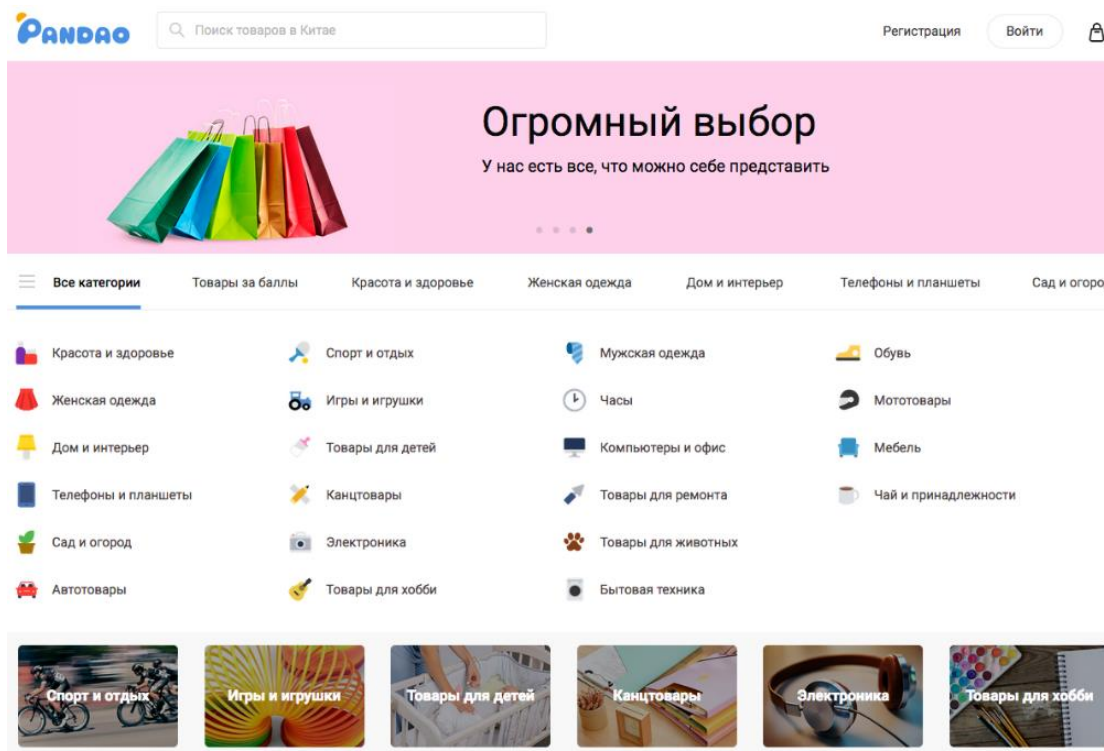 PANDAO
Поиск товаров в Китае
Регистрация
Войти
Огромный выбор
У нас есть все, что можно себе представить
Все категории
Товары за баллы
Красота и здоровье
Женская одежда
Дом и интерьер
Телефоны и планшеты
Сад и огоро
Красота и здоровье
Женская одежда
Дом и интерьер
Телефоны и планшеты
Сад и огород
Автотовары
Спорт и отдых
Игры и игрушки
Товары для детей
Канцтовары
Электроника
Товары для хобби
Мужская одежда
Часы
Компьютеры и офис
Товары для ремонта
Товары для животных
Бытовая техника
Обувь
Мототовары
Мебель
Чай и принадлежности
Спорт и отдых
Игры и игрушки
Товары для детей
Канцтовары
Электроника
Товары для хобби